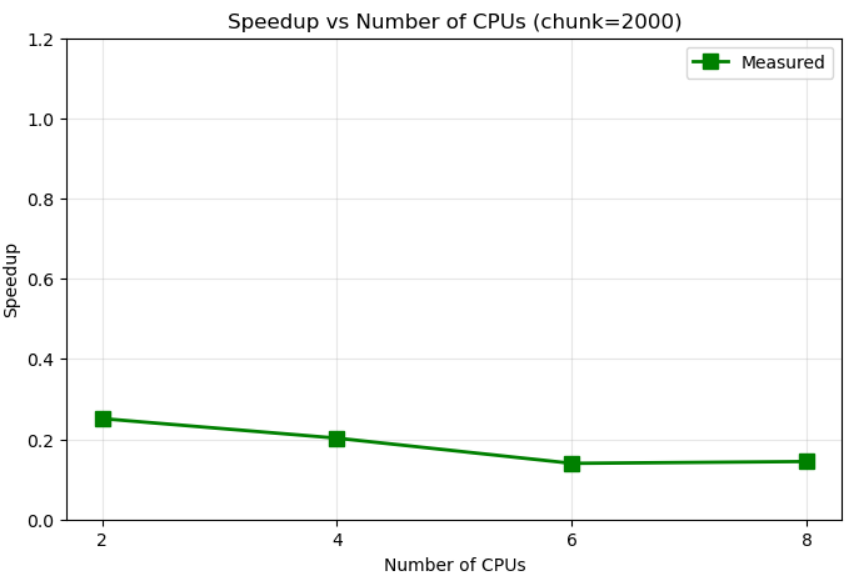 Speedup vs Number of CPUs (chunk=2000)
1.2
Measured
1.0
0.8
0.6
Speedup
0.4
0.2
0.0
2 4 6 8
Number of CPUs